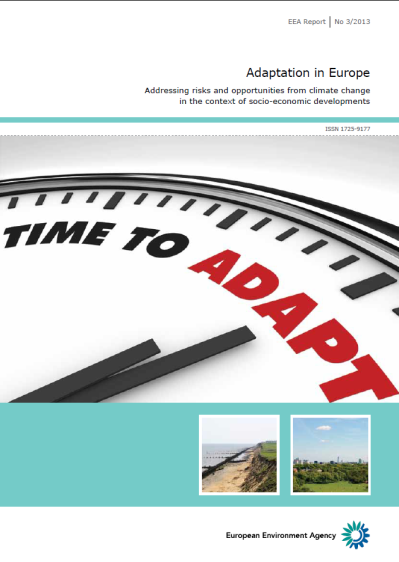 EEA Report | No 3/2013
Adaptation in Europe
Addressing risks and opportunities from climate change
in the context of socio-economic developments
ISSN 1725-9177
TIME TO ADAPT
European Environment Agency